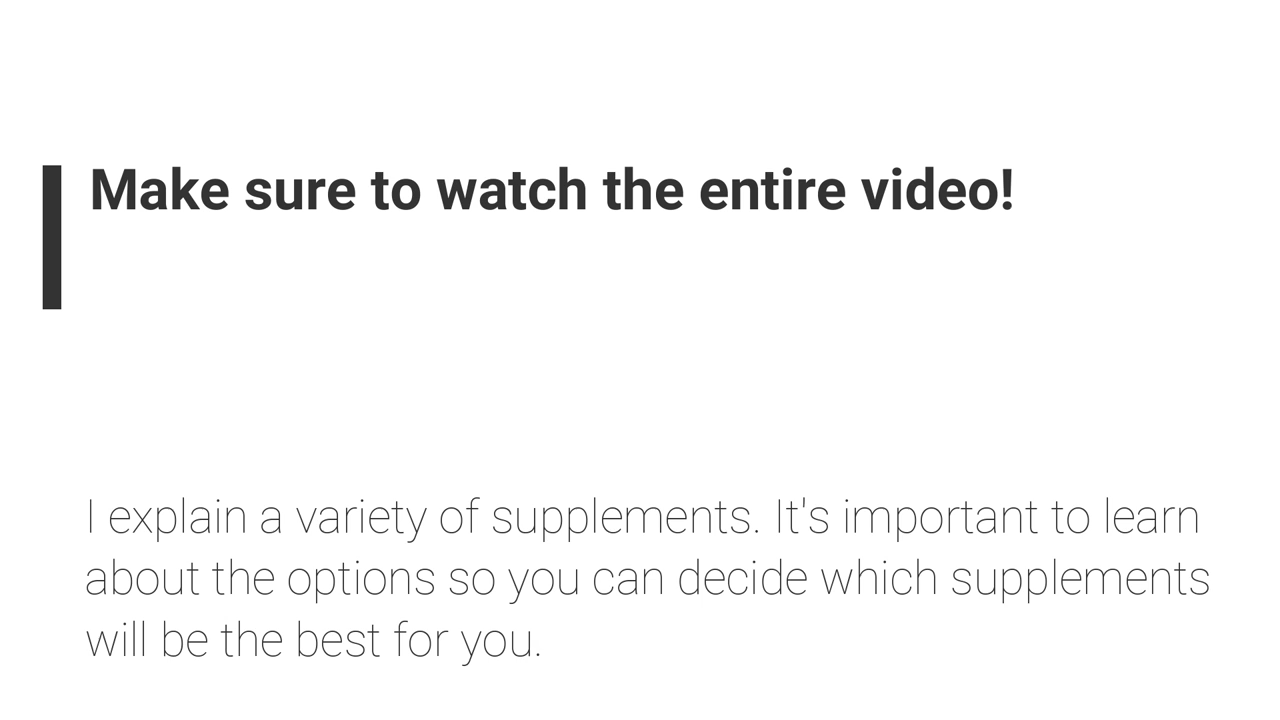 Make sure to watch the entire video!
I explain a variety of supplements. It's important to learn
about the options so you can decide which supplements
will be the best for you.